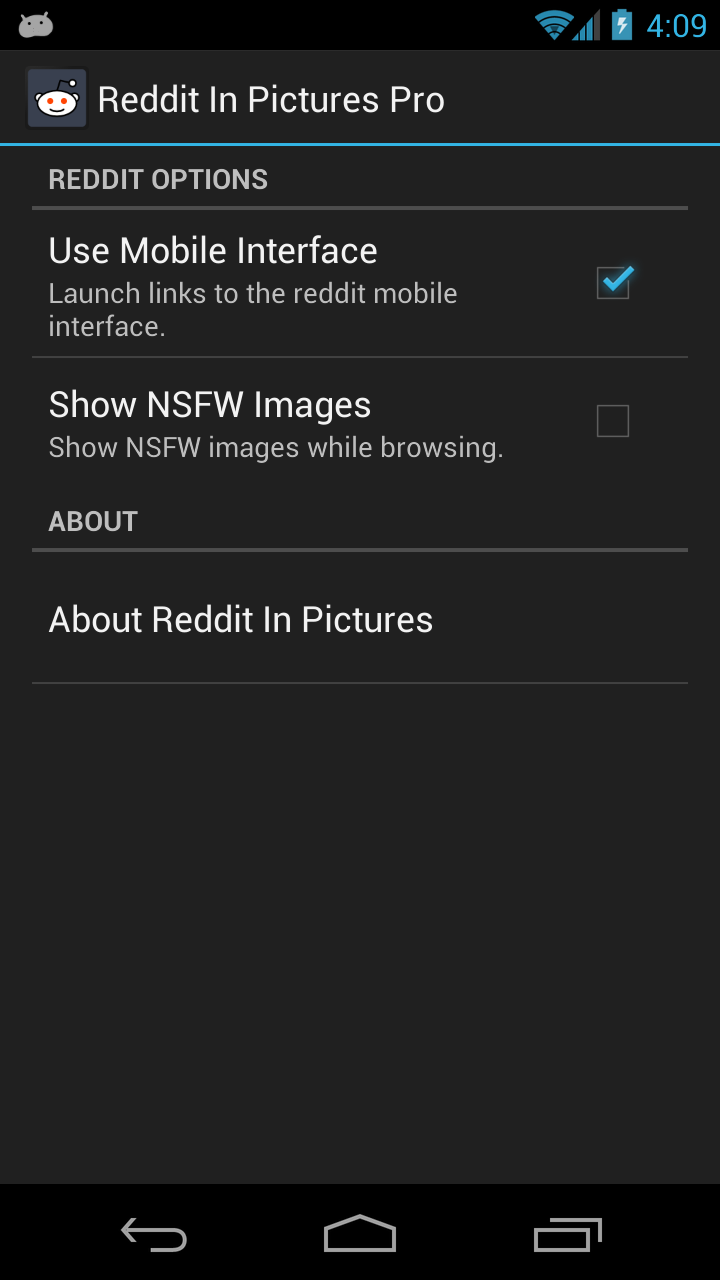 4:09
Reddit In Pictures Pro
REDDIT OPTIONS
Use Mobile Interface
Launch links to the reddit mobile
interface.
Show NSFW Images
Show NSFW images while browsing.
ABOUT
About Reddit In Pictures